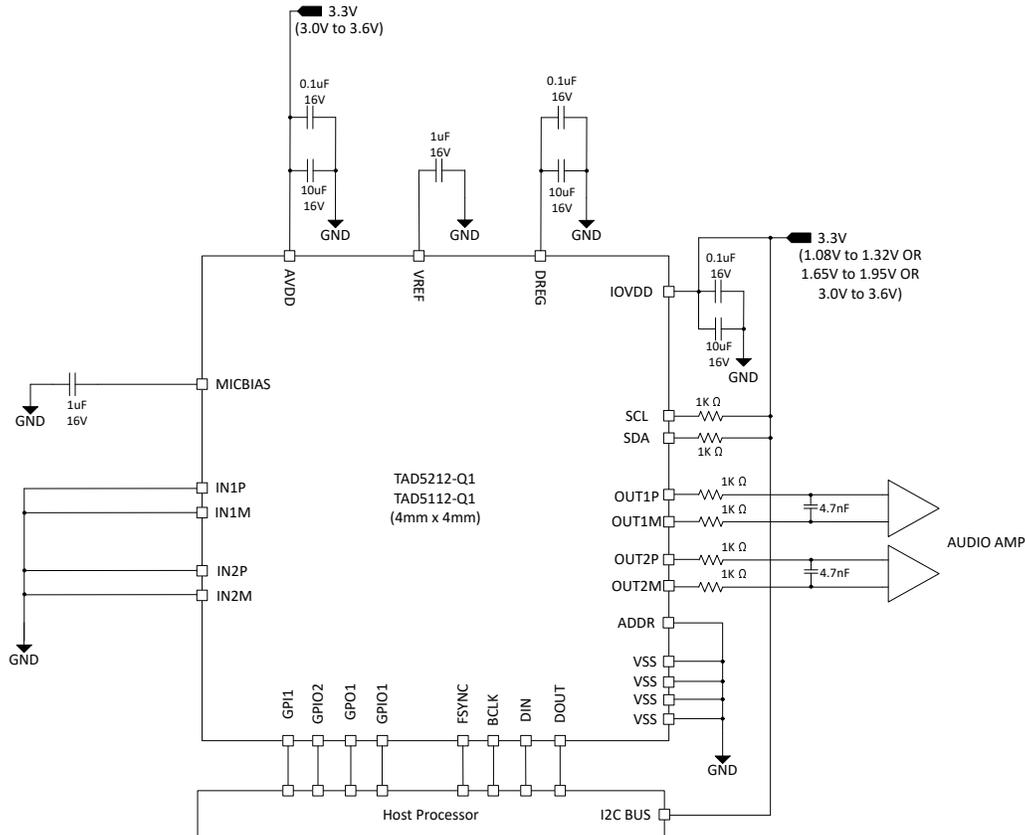 3.3V
(3.0V to 3.6V)
0.1uF
16V
10uF
16V
GND
1uF
16V
GND
0.1uF
16V
10uF
16V
GND
3.3V
(1.08V to 1.32V OR
1.65V to 1.95V OR
3.0V to 3.6V)
0.1uF
16V
10uF
16V
GND
AVDD
VREF
DREG
IOVDD
MICBIAS
1uF
16V
GND
SCL
1K Ω
SDA
1K Ω
IN1P
IN1M
IN2P
IN2M
GND
TAD5212-Q1
TAD5112-Q1
(4mm x 4mm)
OUT1P
1K Ω
OUT1M
1K Ω
4.7nF
OUT2P
1K Ω
OUT2M
1K Ω
4.7nF
AUDIO AMP
ADDR
VSS
VSS
VSS
VSS
GND
GPI1
GPIO2
GPO1
GPIO1
FSYNC
BCLK
DIN
DOUT
Host Processor
I2C BUS